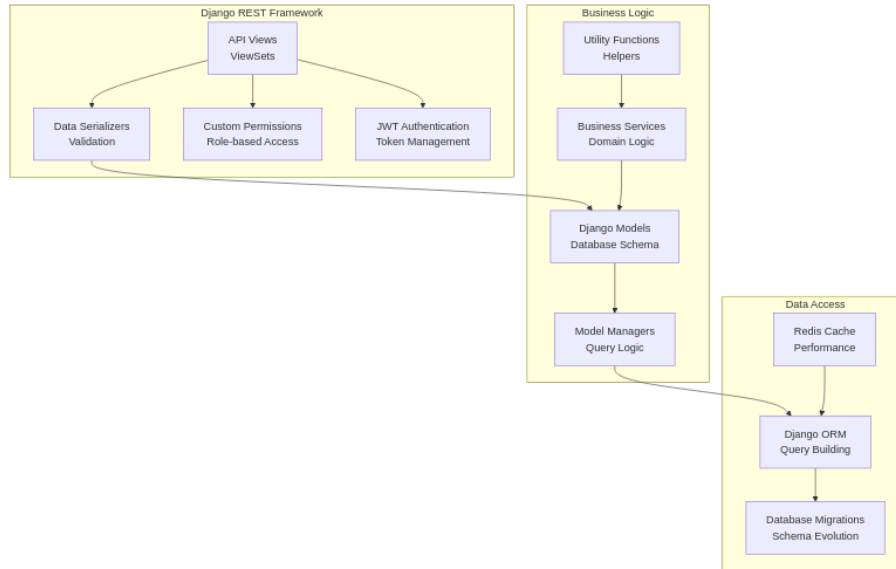 Django REST Framework
API Views
ViewSets
Data Serializers
Validation
Custom Permissions
Role-based Access
JWT Authentication
Token Management
Business Logic
Utility Functions
Helpers
Business Services
Domain Logic
Django Models
Database Schema
Model Managers
Query Logic
Data Access
Redis Cache
Performance
Django ORM
Query Building
Database Migrations
Schema Evolution